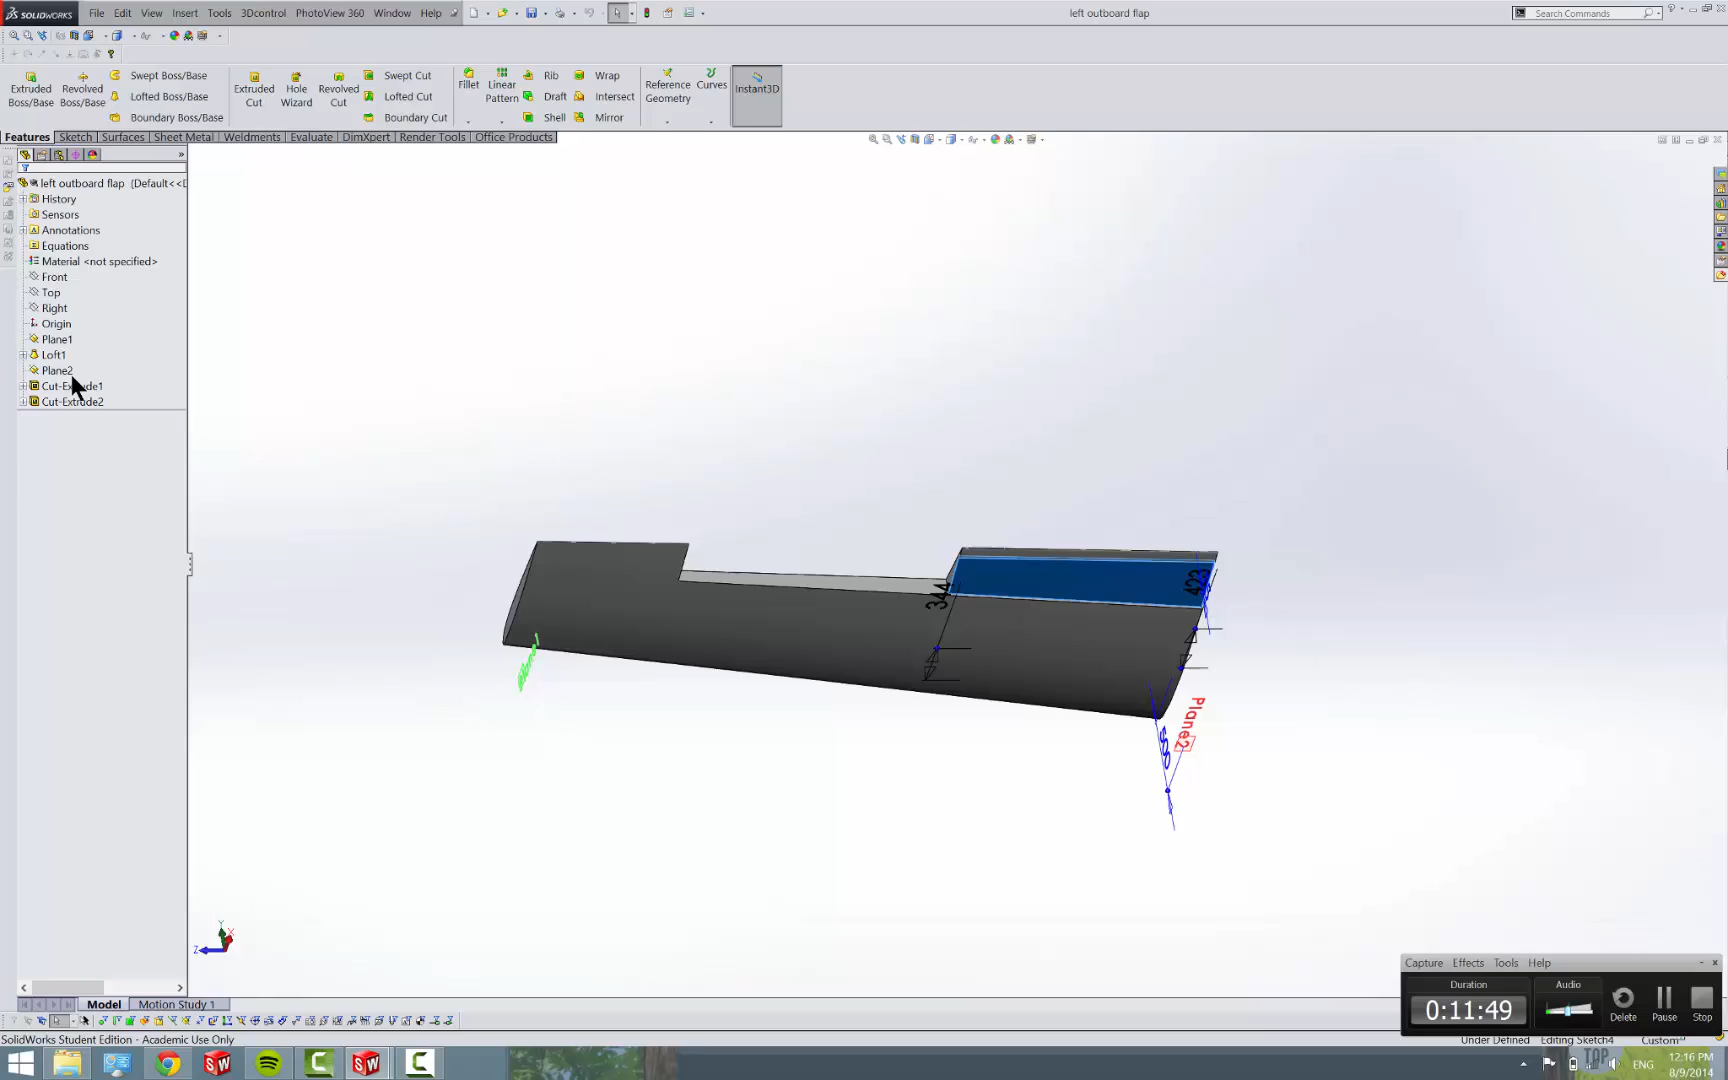 SOLIDWORKS
File Edit View Insert Tools 3Dcontrol PhotoView 360 Window Help
left outboard flap
Search Commands
Extruded Boss/Base
Revolved Boss/Base
Swept Boss/Base
Lofted Boss/Base
Boundary Boss/Base
Extruded Cut
Hole Wizard
Revolved Cut
Swept Cut
Lofted Cut
Boundary Cut
Fillet
Linear Pattern
Rib
Draft
Shell
Wrap
Intersect
Mirror
Reference Geometry
Curves
Instant3D
Features Sketch Surfaces Sheet Metal Weldments Evaluate DimXpert Render Tools Office Products
left outboard flap (Default<<D
History
Sensors
Annotations
Equations
Material <not specified>
Front
Top
Right
Origin
Plane1
Loft1
Plane2
Cut-Extrude1
Cut-Extrude2
344
423
Plane2
Y
X
Z
Capture Effects Tools Help
Duration
0:11:49
Audio
Delete
Pause
Stop
Model Motion Study 1
SolidWorks Student Edition - Academic Use Only
Under Defined Editing Sketch4 Custom
ENG
12:16 PM
8/9/2014